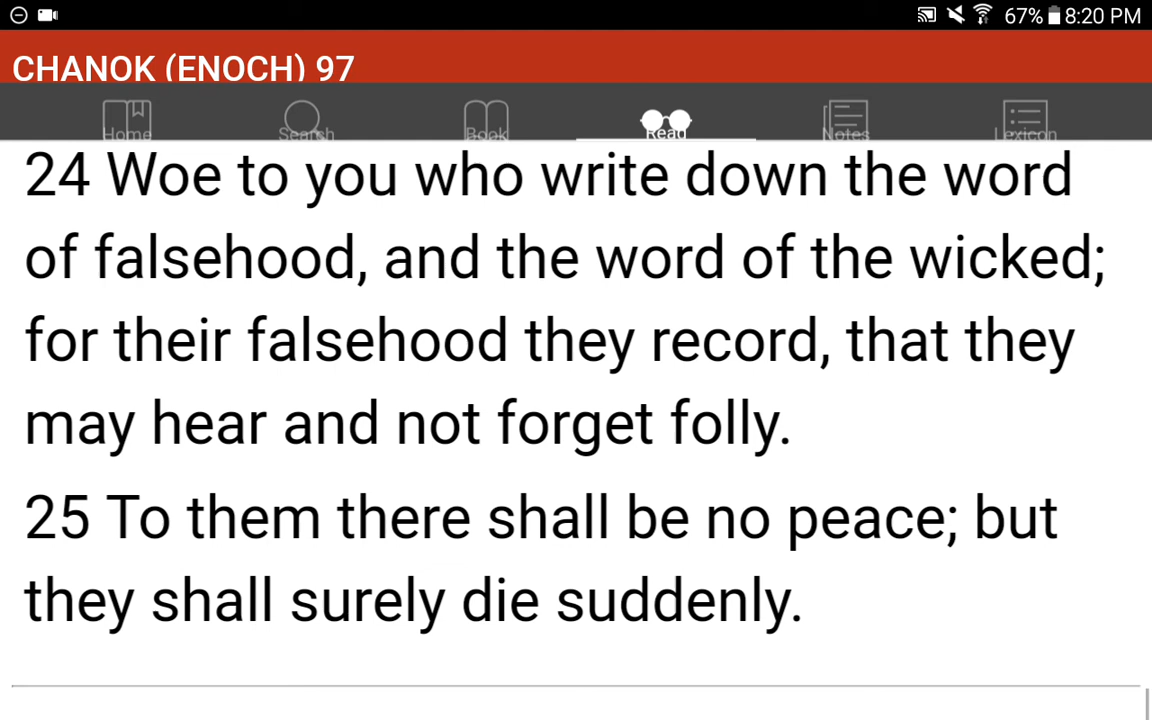 67% 8:20 PM
CHANOK (ENOCH) 97
Home Search Book Read Notes Lexicon
24 Woe to you who write down the word
of falsehood, and the word of the wicked;
for their falsehood they record, that they
may hear and not forget folly.
25 To them there shall be no peace; but
they shall surely die suddenly.